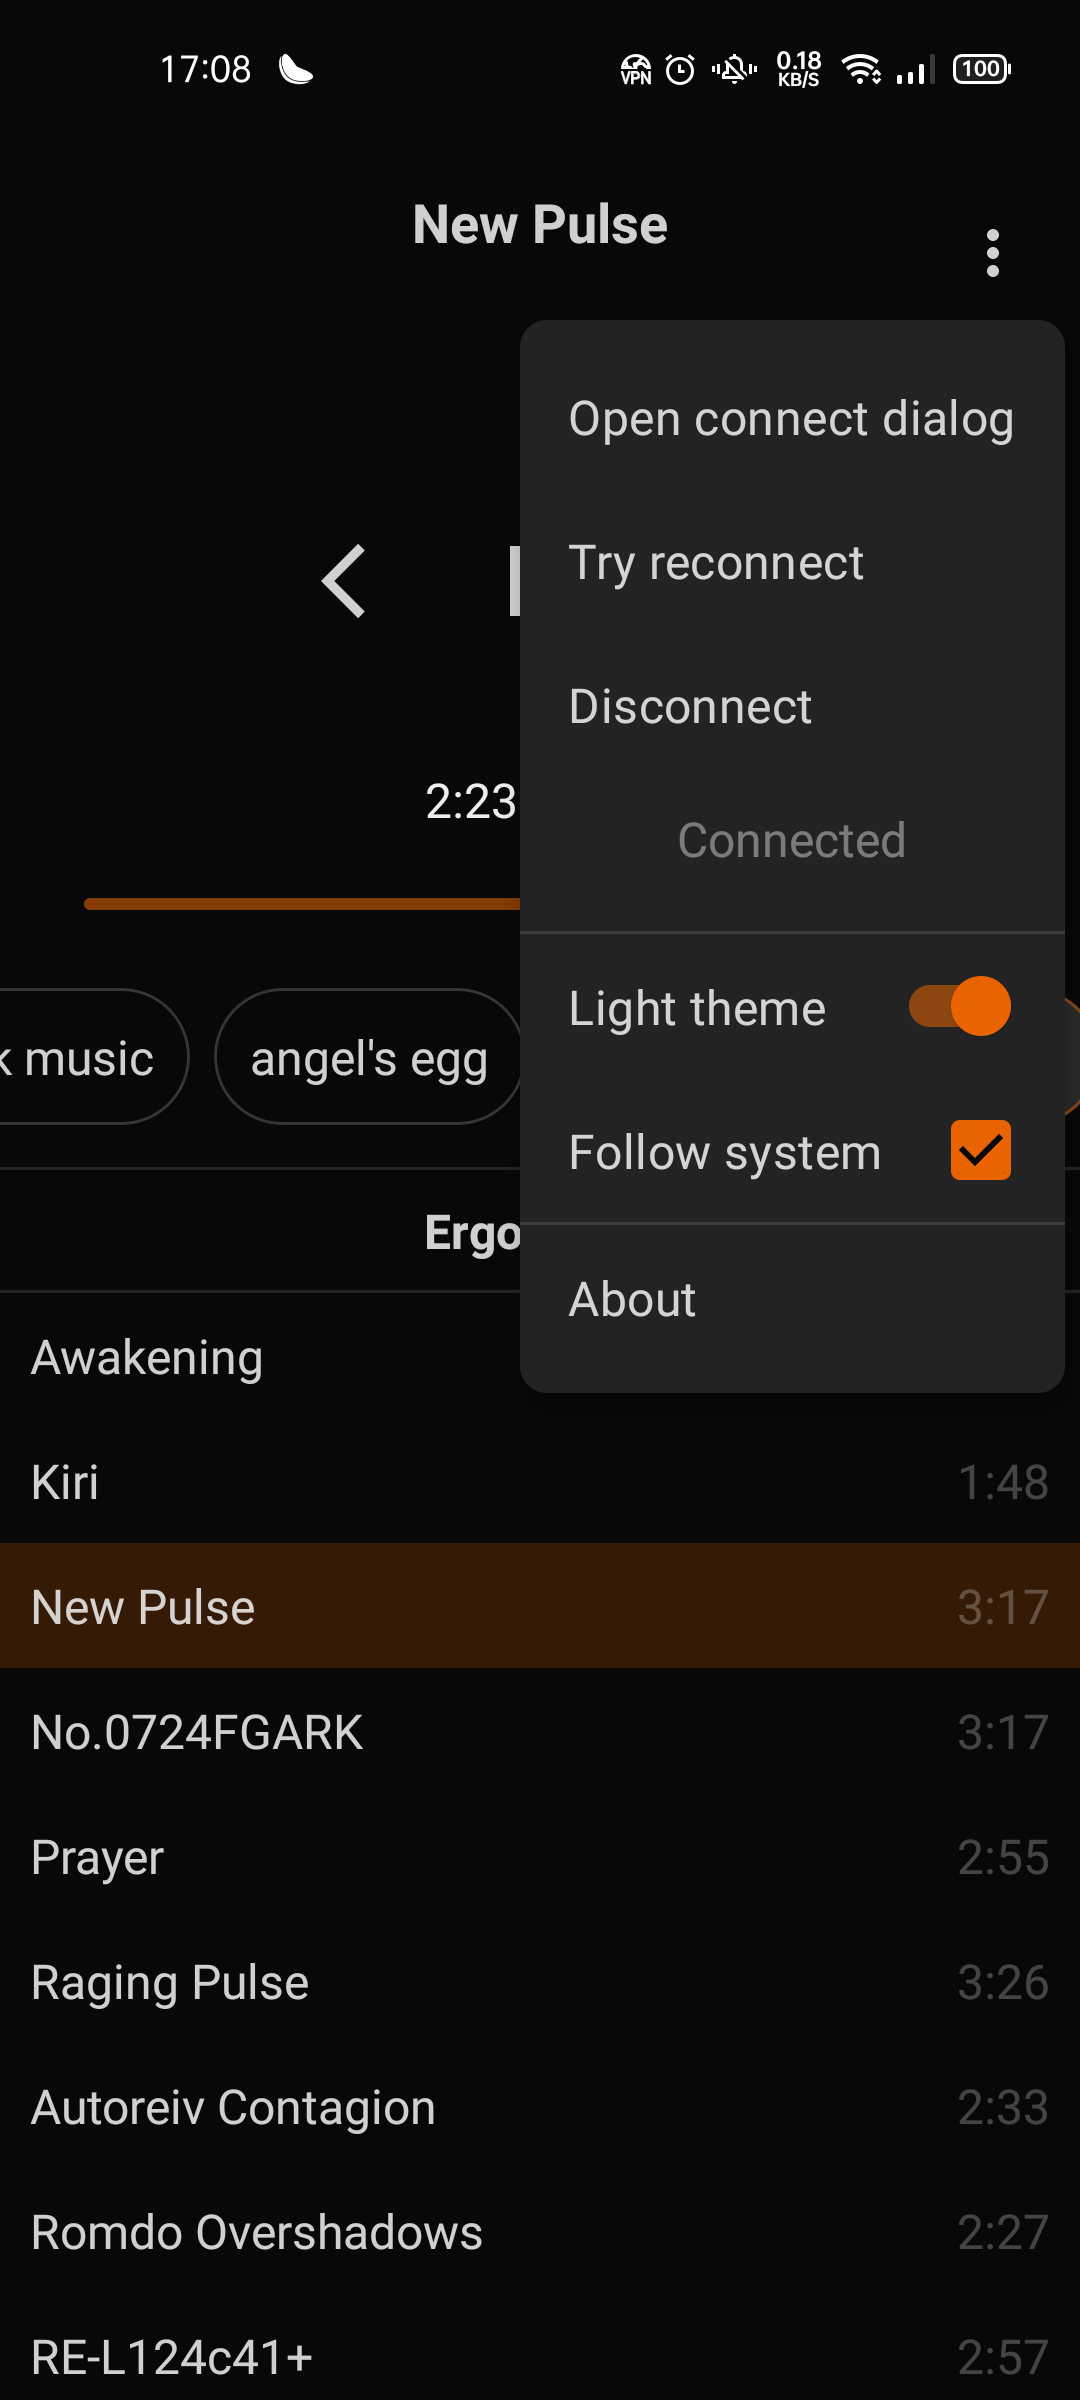 17:08 VPN 0.18 KB/S 100
New Pulse
Open connect dialog
Try reconnect
Disconnect
2:23
Connected
Light theme
k music
angel's egg
Follow system
Ergo
About
Awakening
Kiri 1:48
New Pulse 3:17
No.0724FGARK 3:17
Prayer 2:55
Raging Pulse 3:26
Autoreiv Contagion 2:33
Romdo Overshadows 2:27
RE-L124c41+ 2:57